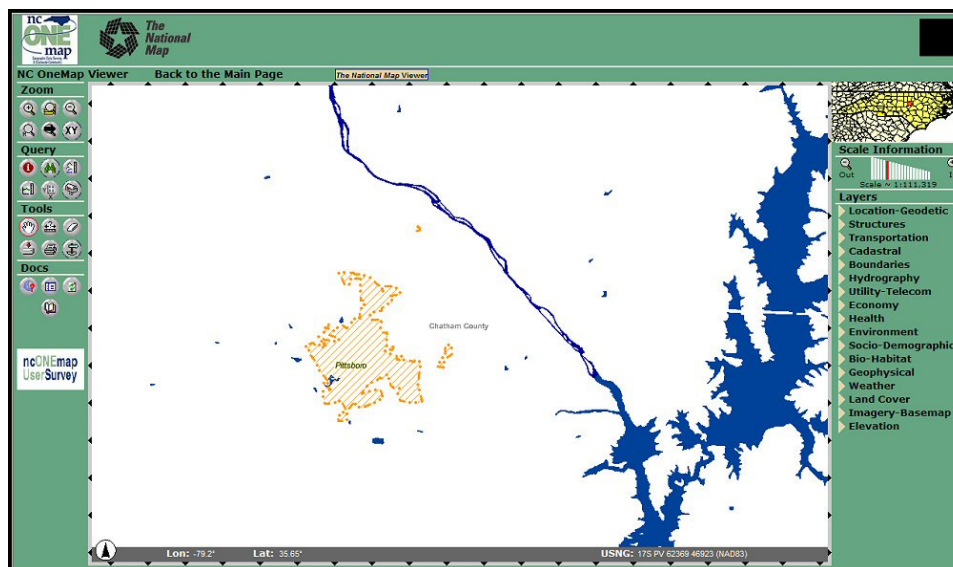 nc
ONE
map
The
National
Map
NC OneMap Viewer Back to the Main Page The National Map Viewer
Zoom
XY
Query
Tools
Docs
ncONEmap
UserSurvey
Chatham County
Pittsboro
Lon: -79.2° Lat: 35.65° USNG: 17S PV 62369 46923 (NAD83)
Scale Information
Out
Scale ~ 1:111,319
Layers
Location-Geodetic
Structures
Transportation
Cadastral
Boundaries
Hydrography
Utility-Telecom
Economy
Health
Environment
Socio-Demographic
Bio-Habitat
Geophysical
Weather
Land Cover
Imagery-Basemap
Elevation